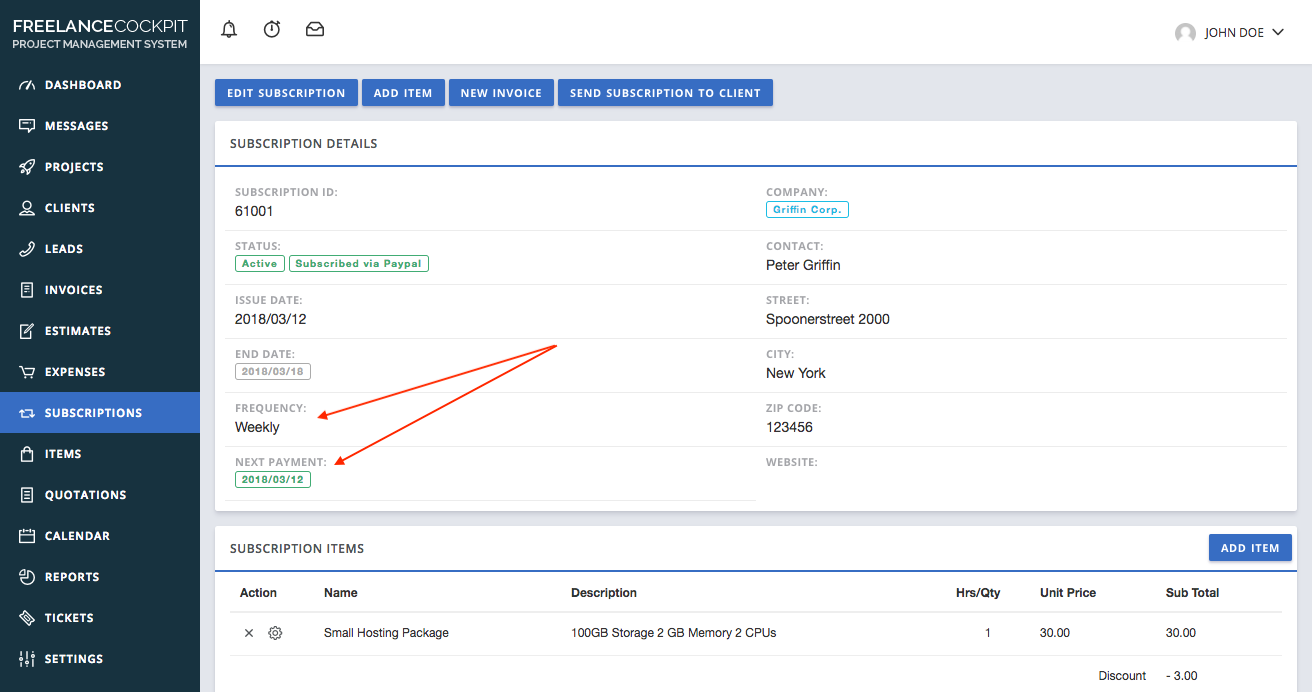 FREELANCECOCKPIT
PROJECT MANAGEMENT SYSTEM
JOHN DOE
DASHBOARD
MESSAGES
PROJECTS
CLIENTS
LEADS
INVOICES
ESTIMATES
EXPENSES
SUBSCRIPTIONS
ITEMS
QUOTATIONS
CALENDAR
REPORTS
TICKETS
SETTINGS
EDIT SUBSCRIPTION ADD ITEM NEW INVOICE SEND SUBSCRIPTION TO CLIENT
SUBSCRIPTION DETAILS
SUBSCRIPTION ID:
61001
STATUS:
Active Subscribed via Paypal
ISSUE DATE:
2018/03/12
END DATE:
2018/03/18
FREQUENCY:
Weekly
NEXT PAYMENT:
2018/03/12
COMPANY:
Griffin Corp.
CONTACT:
Peter Griffin
STREET:
Spoonerstreet 2000
CITY:
New York
ZIP CODE:
123456
WEBSITE:
SUBSCRIPTION ITEMS ADD ITEM
Action Name Description Hrs/Qty Unit Price Sub Total
Small Hosting Package 100GB Storage 2 GB Memory 2 CPUs 1 30.00 30.00
Discount - 3.00